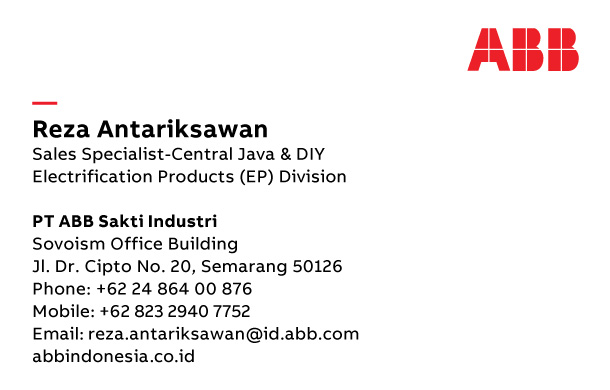 ABB
Reza Antariksawan
Sales Specialist-Central Java & DIY
Electrification Products (EP) Division
PT ABB Sakti Industri
Sovoism Office Building
Jl. Dr. Cipto No. 20, Semarang 50126
Phone: +62 24 864 00 876
Mobile: +62 823 2940 7752
Email: reza.antariksawan@id.abb.com
abbindonesia.co.id